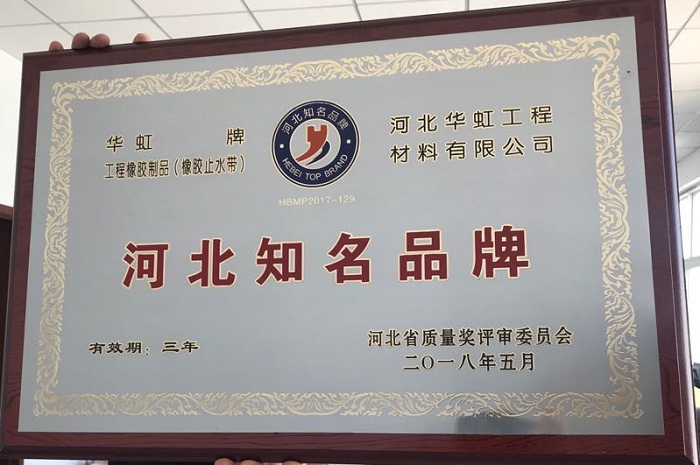 华虹 牌
工程橡胶制品（橡胶止水带）
河北知名品牌
HEBEI TOP BRAND
HBMP2017-129
河北华虹工程
材料有限公司
河北知名品牌
有效期：三年
河北省质量奖评审委员会
二〇一八年五月